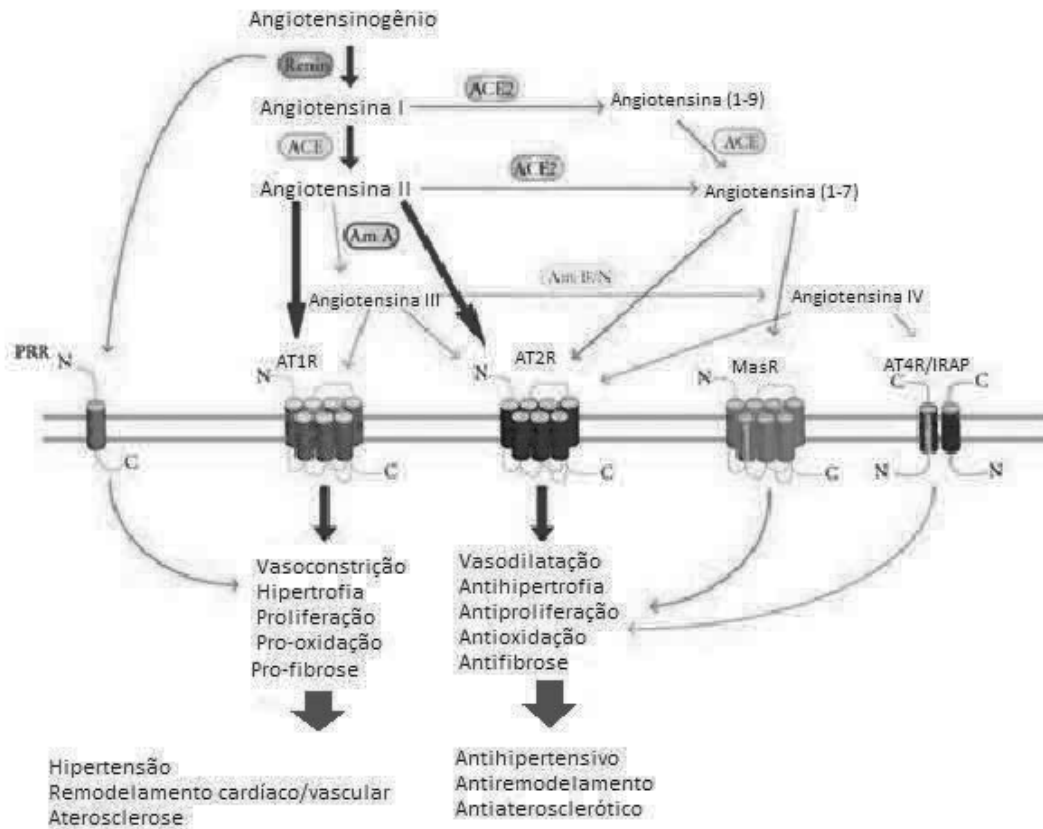 Angiotensinogênio
Renin
Angiotensina I
ACE2
Angiotensina (1-9)
ACE
ACE
Angiotensina II
ACE2
Angiotensina (1-7)
Am A
Am B/N
Angiotensina III
Angiotensina IV
PRR
N
AT1R
N
AT2R
N
MasR
N
AT4R/IRAP
C
C
C
C
C
C
N
N
Vasoconstrição
Hipertrofia
Proliferação
Pro-oxidação
Pro-fibrose
Vasodilatação
Antihipertrofia
Antiproliferação
Antioxidação
Antifibrose
Hipertensão
Remodelamento cardíaco/vascular
Aterosclerose
Antihipertensivo
Antiremodelamento
Antiaterosclerótico